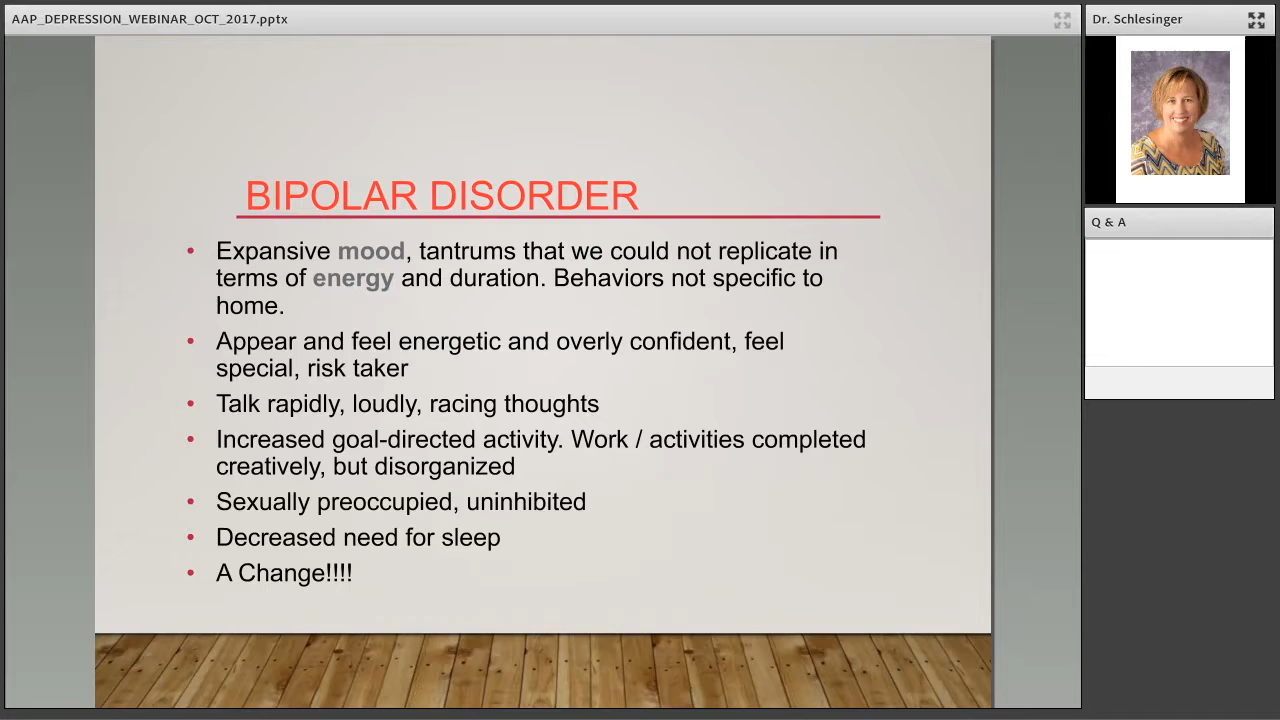 AAP_DEPRESSION_WEBINAR_OCT_2017.pptx
Dr. Schlesinger
Q & A
BIPOLAR DISORDER
• Expansive mood, tantrums that we could not replicate in
terms of energy and duration. Behaviors not specific to
home.
• Appear and feel energetic and overly confident, feel
special, risk taker
• Talk rapidly, loudly, racing thoughts
• Increased goal-directed activity. Work / activities completed
creatively, but disorganized
• Sexually preoccupied, uninhibited
• Decreased need for sleep
• A Change!!!!